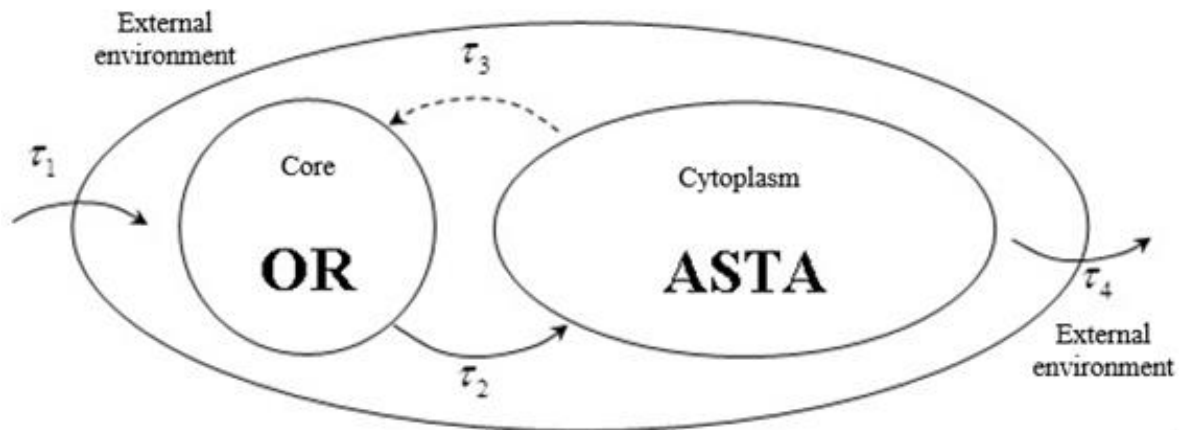 External
environment
τ3
τ1
Core
Cytoplasm
OR
ASTA
τ4
τ2
External
environment